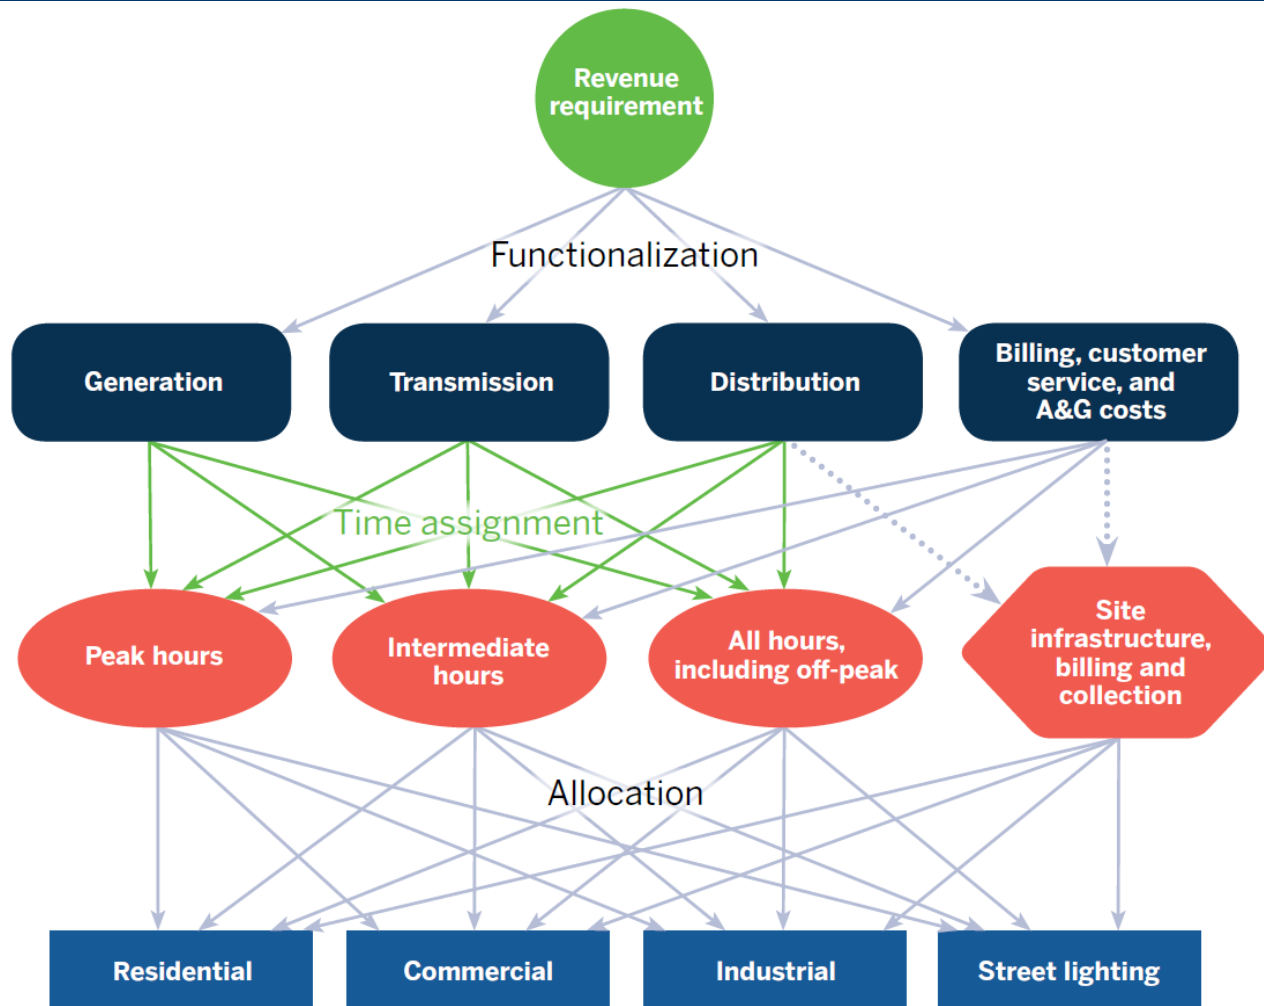 Revenue
requirement
Functionalization
Generation
Transmission
Distribution
Billing, customer
service, and
A&G costs
Time assignment
Peak hours
Intermediate
hours
All hours,
including off-peak
Site
infrastructure,
billing and
collection
Allocation
Residential
Commercial
Industrial
Street lighting